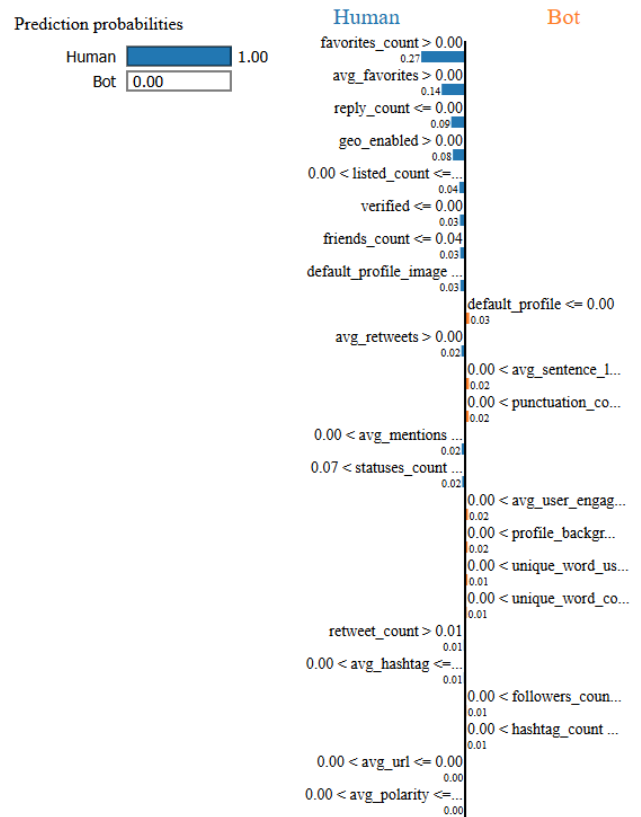 Prediction probabilities
Human 1.00
Bot 0.00
Human Bot
favorites_count > 0.00
0.27
avg_favorites > 0.00
0.14
reply_count <= 0.00
0.09
geo_enabled > 0.00
0.08
0.00 < listed_count <=...
0.04
verified <= 0.00
0.03
friends_count <= 0.04
0.03
default_profile_image ...
0.03
default_profile <= 0.00
0.03
avg_retweets > 0.00
0.02
0.00 < avg_sentence_l...
0.02
0.00 < punctuation_co...
0.02
0.00 < avg_mentions ...
0.02
0.07 < statuses_count ...
0.02
0.00 < avg_user_engag...
0.02
0.00 < profile_backgr...
0.02
0.00 < unique_word_us...
0.01
0.00 < unique_word_co...
0.01
retweet_count > 0.01
0.01
0.00 < avg_hashtag <=...
0.01
0.00 < followers_coun...
0.01
0.00 < hashtag_count ...
0.01
0.00 < avg_url <= 0.00
0.00
0.00 < avg_polarity <=...
0.00